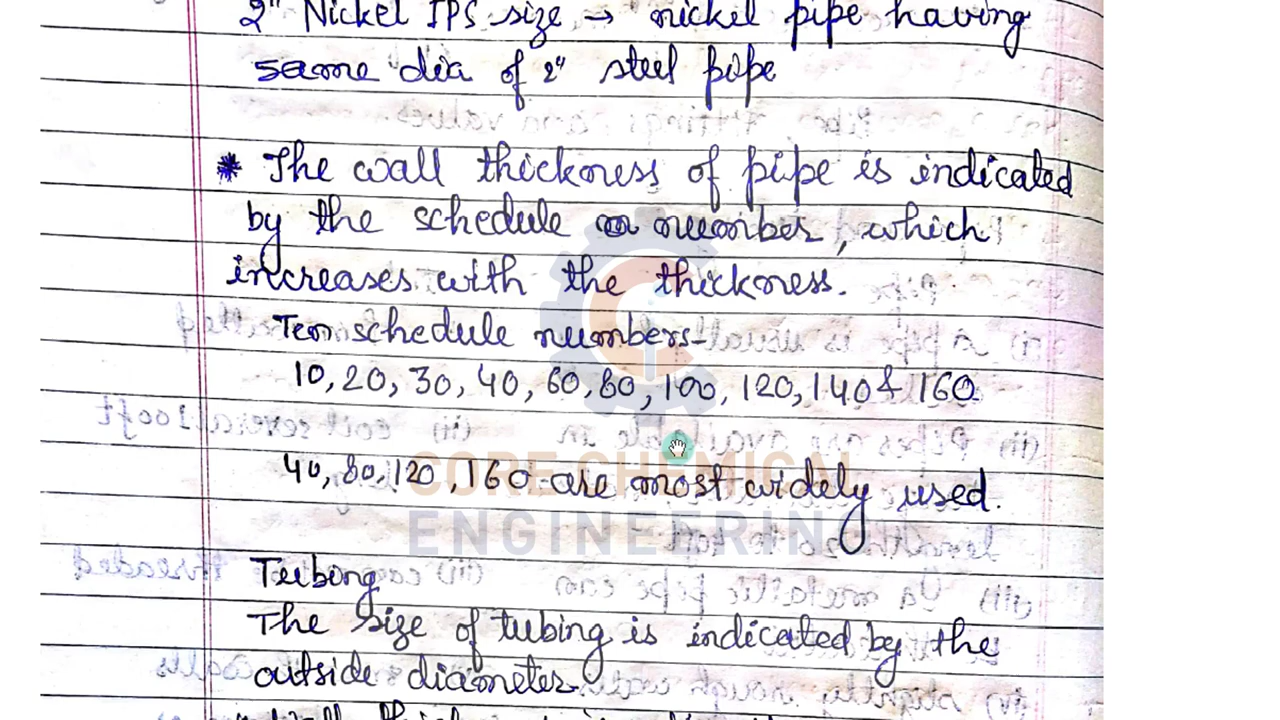 2" Nickel IPS size → nickel pipe having
same dia of 2" steel pipe
* The wall thickness of pipe is indicated
by the schedule number, which
increases with the thickness.
Ten schedule numbers-
10, 20, 30, 40, 60, 80, 100, 120, 140 & 160
40, 80, 120, 160 are most widely used.
CORE CHEMICAL
ENGINEERING
Tubing
The size of tubing is indicated by the
outside diameter.